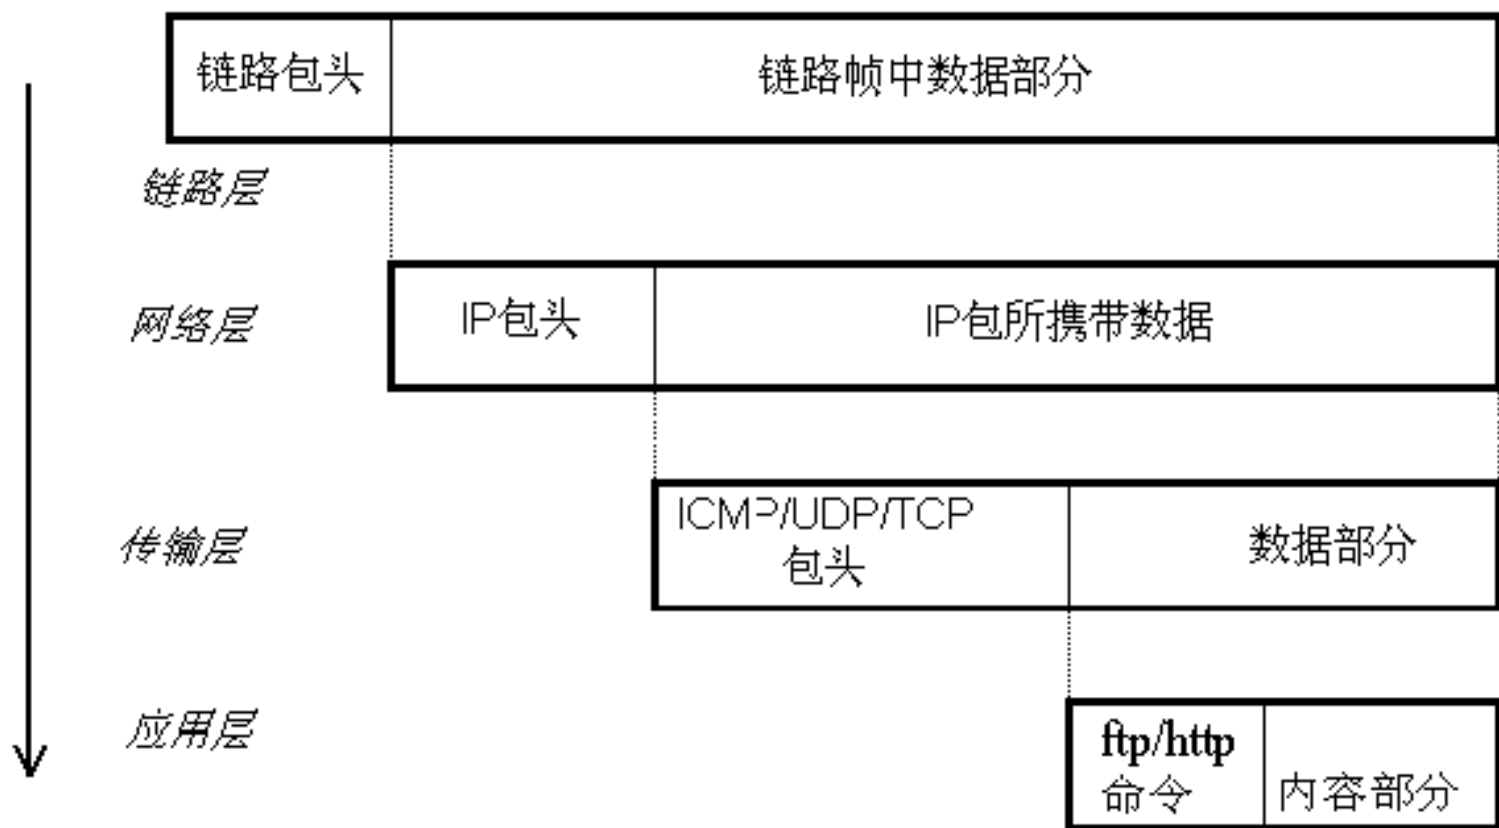 链路包头
链路帧中数据部分
链路层
网络层
IP包头
IP包所携带数据
传输层
ICMP/UDP/TCP
包头
数据部分
应用层
ftp/http
命令
内容部分